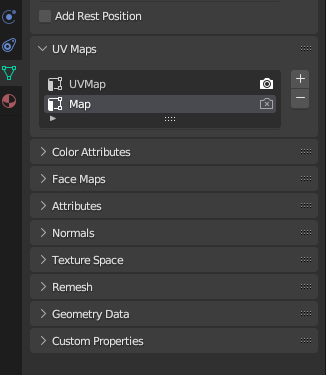 Add Rest Position
UV Maps
UVMap
Map
Color Attributes
Face Maps
Attributes
Normals
Texture Space
Remesh
Geometry Data
Custom Properties